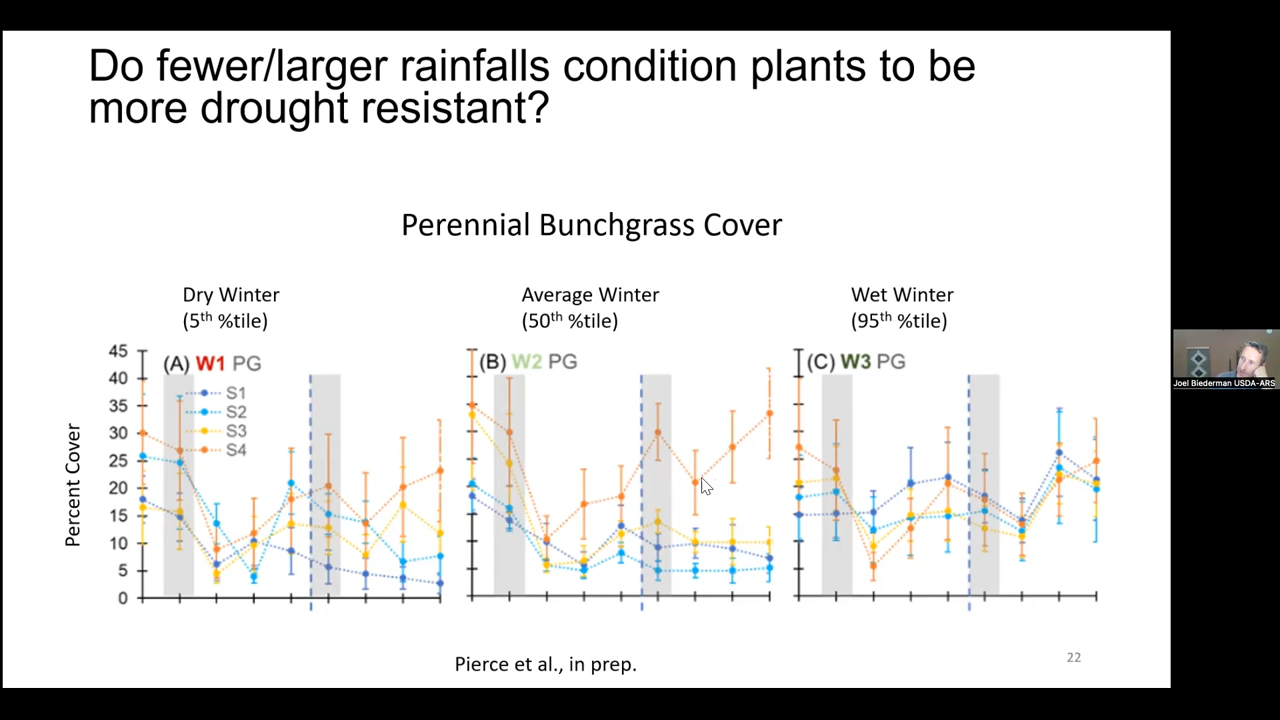 Do fewer/larger rainfalls condition plants to be
more drought resistant?
Perennial Bunchgrass Cover
Dry Winter
(5th %tile)
Average Winter
(50th %tile)
Wet Winter
(95th %tile)
Percent Cover
45
40
35
30
25
20
15
10
5
0
(A) W1 PG
S1
S2
S3
S4
(B) W2 PG
(C) W3 PG
Pierce et al., in prep.
22
Joel Biederman USDA-ARS